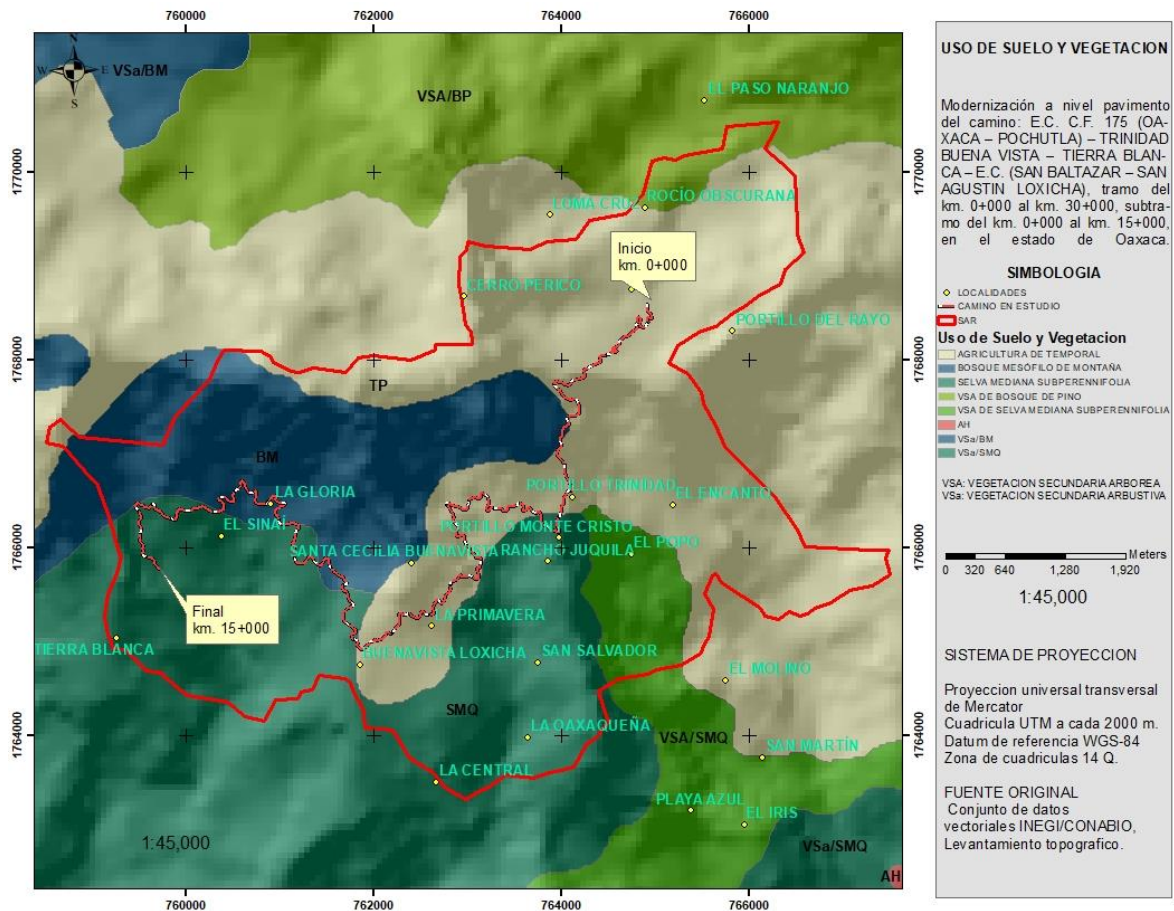 760000 762000 764000 766000
N
W E
S
VSa/BM
VSA/BP
EL PASO NARANJO
1770000
1770000
LOMA CRUZ
ROCÍO OBSCURANA
Inicio
km. 0+000
CERRO PERICO
PORTILLO DEL RAYO
1768000
1768000
TP
BM
LA GLORIA
PORTILLO TRINIDAD
EL ENCANTO
EL SINAÍ
PORTILLO MONTE CRISTO
1766000
1766000
SANTA CECILIA BUENAVISTA
RANCHO JUQUILA
EL POPO
Final
km. 15+000
LA PRIMAVERA
TIERRA BLANCA
BUENAVISTA LOXICHA
SAN SALVADOR
EL MOLINO
SMQ
1764000
1764000
LA OAXAQUEÑA
VSA/SMQ
SAN MARTÍN
LA CENTRAL
PLAYA AZUL
EL IRIS
1:45,000
VSa/SMQ
AH
760000 762000 764000 766000
USO DE SUELO Y VEGETACION
Modernización a nivel pavimento
del camino: E.C. C.F. 175 (OA-
XACA – POCHUTLA) – TRINIDAD
BUENA VISTA – TIERRA BLAN-
CA – E.C. (SAN BALTAZAR – SAN
AGUSTIN LOXICHA), tramo del
km. 0+000 al km. 30+000, subtra-
mo del km. 0+000 al km. 15+000,
en el estado de Oaxaca.
SIMBOLOGIA
LOCALIDADES
CAMINO EN ESTUDIO
SAR
Uso de Suelo y Vegetacion
AGRICULTURA DE TEMPORAL
BOSQUE MESÓFILO DE MONTAÑA
SELVA MEDIANA SUBPERENNIFOLIA
VSA DE BOSQUE DE PINO
VSA DE SELVA MEDIANA SUBPERENNIFOLIA
AH
VSa/BM
VSa/SMQ
VSA: VEGETACION SECUNDARIA ARBOREA
VSa: VEGETACION SECUNDARIA ARBUSTIVA
Meters
0 320 640 1,280 1,920
1:45,000
SISTEMA DE PROYECCION
Proyeccion universal transversal
de Mercator
Cuadricula UTM a cada 2000 m.
Datum de referencia WGS-84
Zona de cuadriculas 14 Q.
FUENTE ORIGINAL
Conjunto de datos
vectoriales INEGI/CONABIO,
Levantamiento topografico.